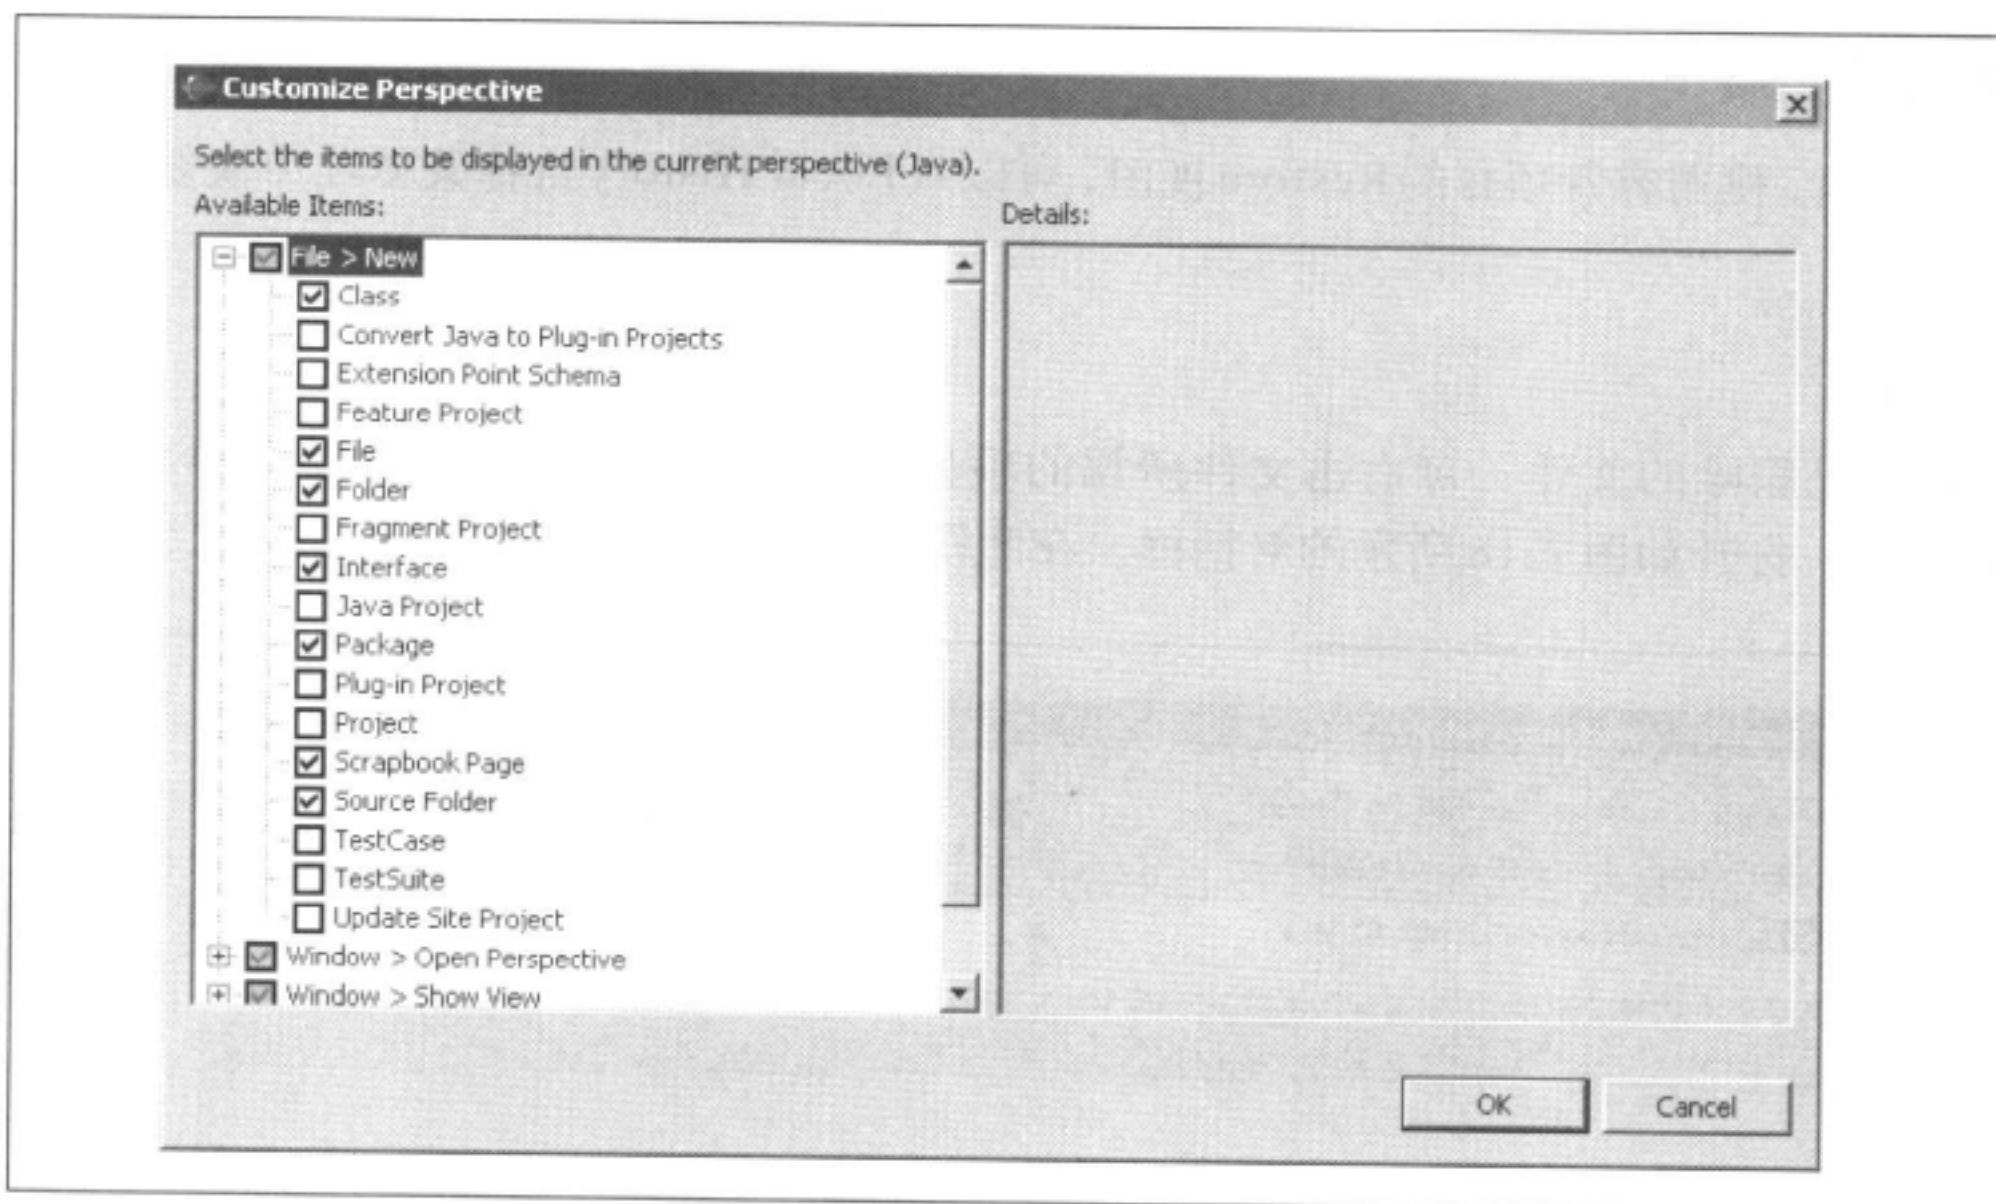 Customize Perspective
Select the items to be displayed in the current perspective (Java).
Available Items:
Details:
File > New
Class
Convert Java to Plug-in Projects
Extension Point Schema
Feature Project
File
Folder
Fragment Project
Interface
Java Project
Package
Plug-in Project
Project
Scrapbook Page
Source Folder
TestCase
TestSuite
Update Site Project
Window > Open Perspective
Window > Show View
OK
Cancel